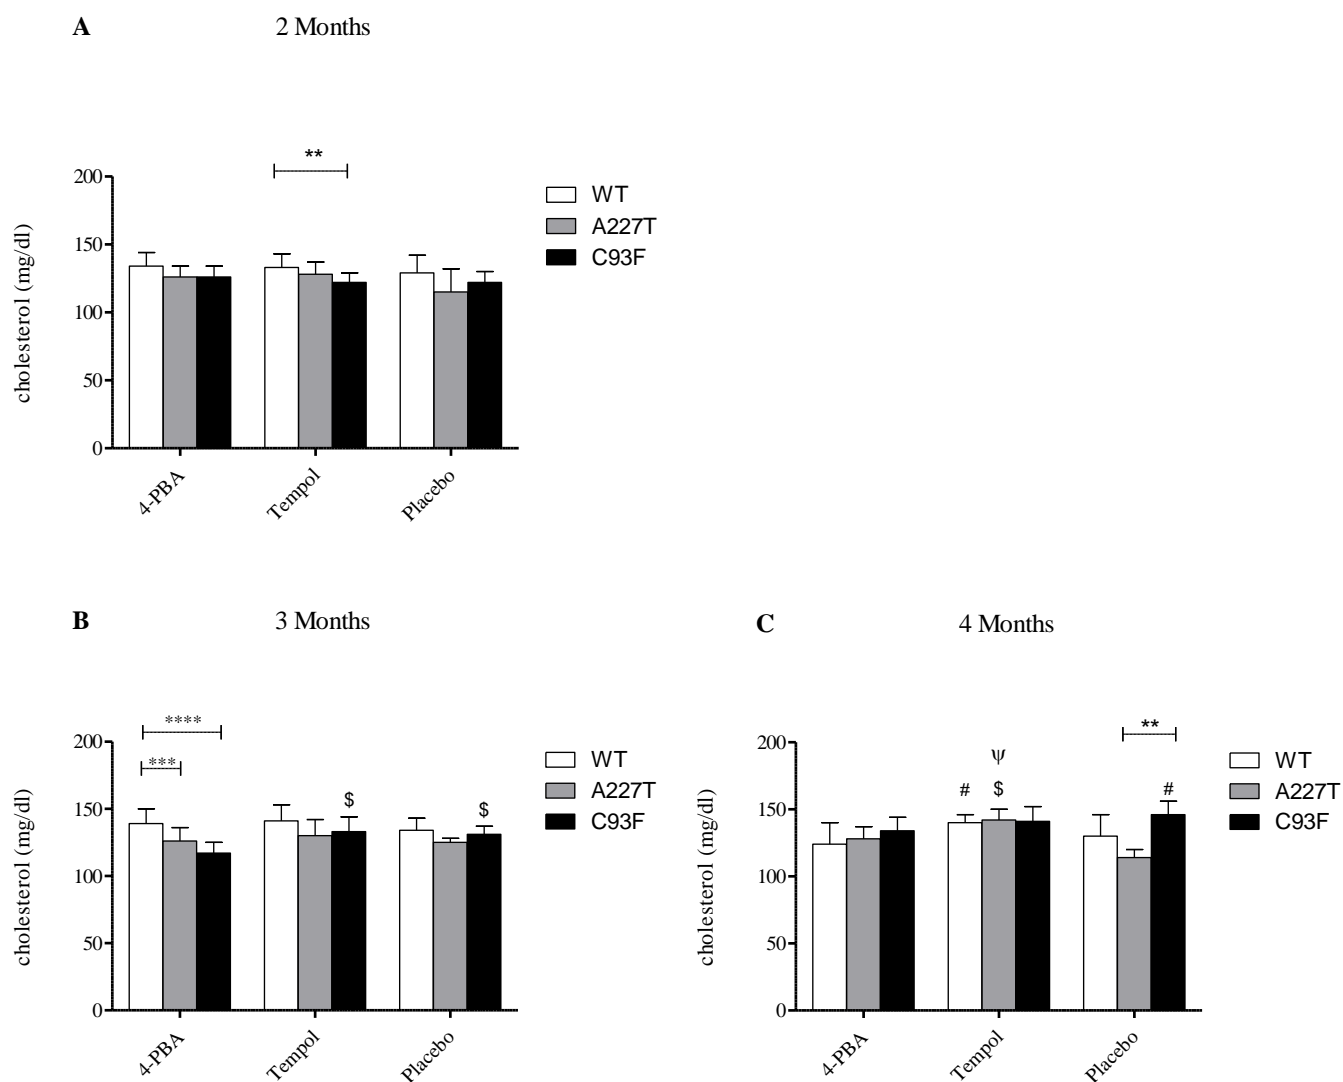 A 2 Months
**
200
150
100
50
0
cholesterol (mg/dl)
WT
A227T
C93F
4-PBA
Tempol
Placebo
B 3 Months
****
***
$
$
200
150
100
50
0
cholesterol (mg/dl)
WT
A227T
C93F
4-PBA
Tempol
Placebo
C 4 Months
**
ψ
# $ #
200
150
100
50
0
cholesterol (mg/dl)
WT
A227T
C93F
4-PBA
Tempol
Placebo